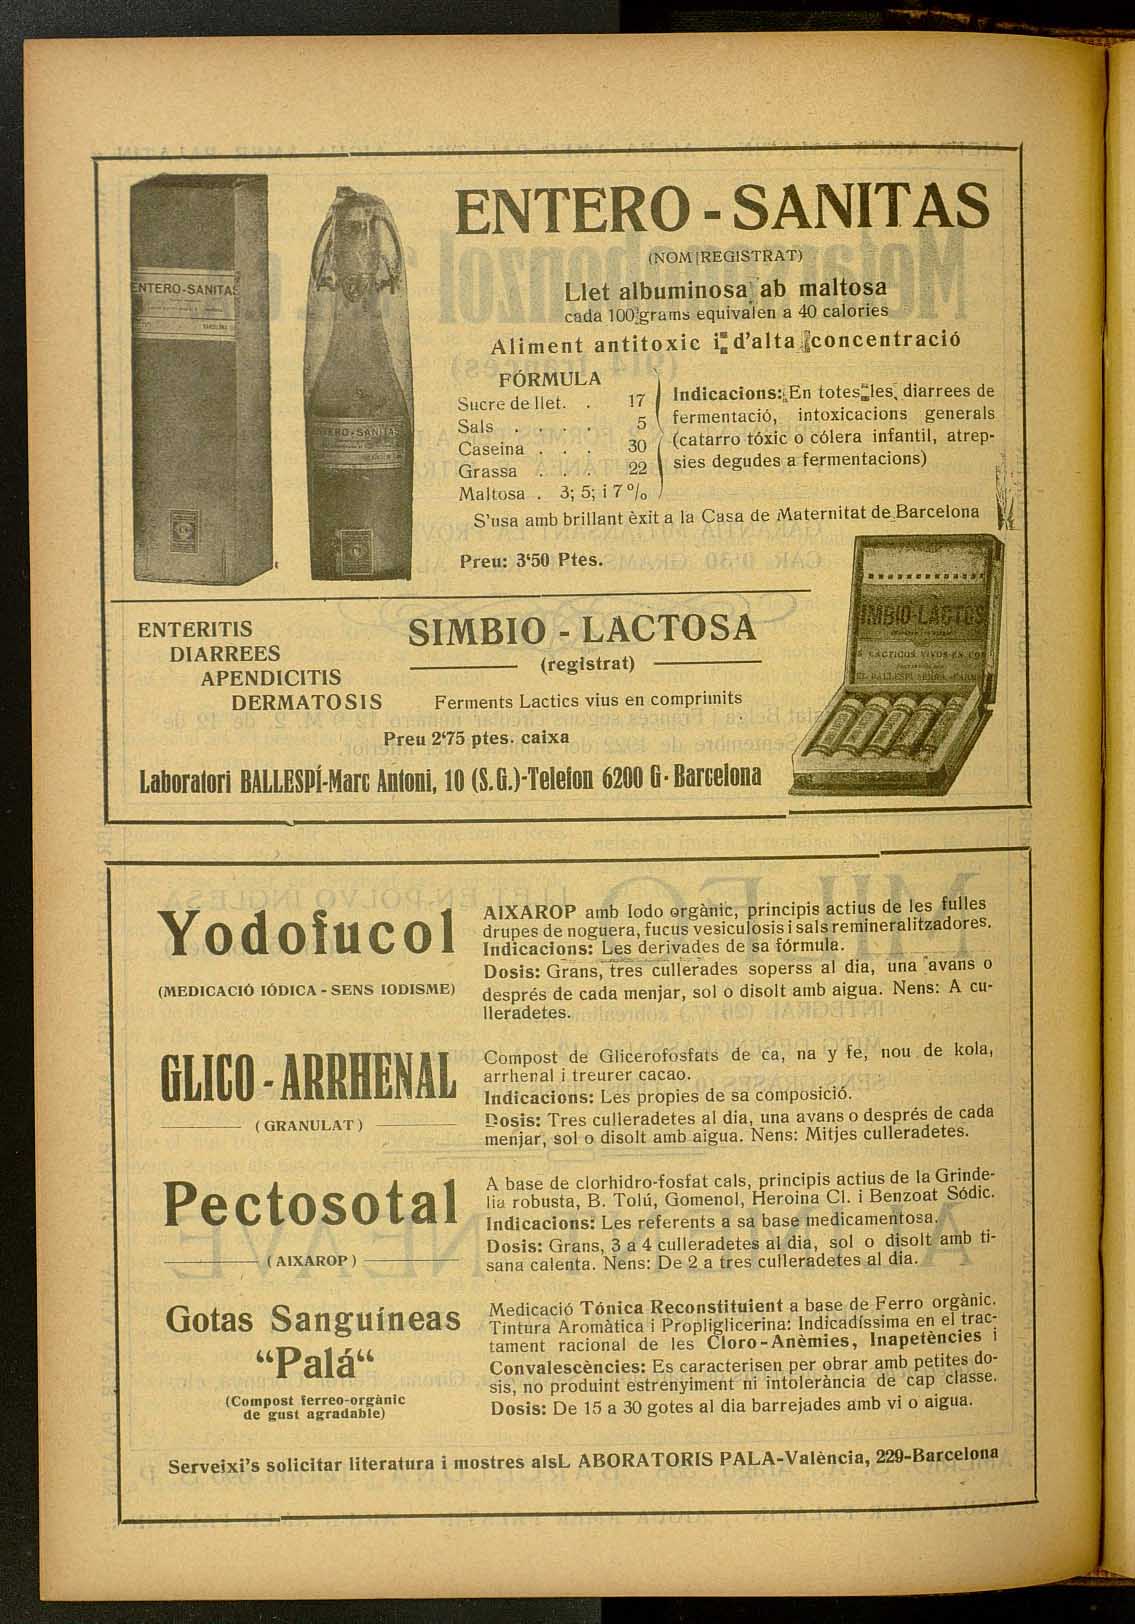 ENTERO - SANITAS
(NOM REGISTRAT)
Llet albuminosa ab maltosa
cada 100 grams equivalen a 40 calories
Aliment antitoxic i d'alta concentració
FÓRMULA
Sucre de llet. . 17
Sals . . . . . 5
Caseina . . . 30
Grassa . . . 22
Maltosa . 3; 5; i 7 %
Indicacions: En totes les diarrees de
fermentació, intoxicacions generals
(catarro tóxic o cólera infantil, atrep-
sies degudes a fermentacions)
S'usa amb brillant èxit a la Casa de Maternitat de Barcelona
Preu: 3'50 Ptes.
ENTERO-SANITAS
ENTERO-SANITAS
ENTERITIS
DIARREES
APENDICITIS
DERMATOSIS
SIMBIO - LACTOSA
(registrat)
Ferments Lactics vius en comprimits
Preu 2'75 ptes. caixa
Laboratori BALLESPÍ-Marc Antoni, 10 (S.G.)-Telefon 6200 G - Barcelona
IMBIO-LACTOS
LACTICOS VIVOS EN CO
Yodofucol
(MEDICACIÓ IÓDICA - SENS IODISME)
AIXAROP amb Iodo orgànic, principis actius de les fulles
drupes de noguera, fucus vesiculosis i sals remineralitzadores.
Indicacions: Les derivades de sa fórmula.
Dosis: Grans, tres cullerades soperss al dia, una avans o
després de cada menjar, sol o disolt amb aigua. Nens: A cu-
lleradetes.
GLICO - ARRHENAL
(GRANULAT)
Compost de Glicerofosfats de ca, na y fe, nou de kola,
arrhenal i treurer cacao.
Indicacions: Les propies de sa composició.
Dosis: Tres culleradetes al dia, una avans o després de cada
menjar, sol o disolt amb aigua. Nens: Mitjes culleradetes.
Pectosotal
(AIXAROP)
A base de clorhidro-fosfat cals, principis actius de la Grinde-
lia robusta, B. Tolú, Gomenol, Heroina Cl. i Benzoat Sódic.
Indicacions: Les referents a sa base medicamentosa.
Dosis: Grans, 3 a 4 culleradetes al dia, sol o disolt amb ti-
sana calenta. Nens: De 2 a tres culleradetes al dia.
Gotas Sanguíneas
“Palá“
(Compost ferreo-orgànic
de gust agradable)
Medicació Tónica Reconstituient a base de Ferro orgànic.
Tintura Aromàtica i Propliglicerina: Indicadíssima en el trac-
tament racional de les Cloro-Anèmies, Inapetències i
Convalescències: Es caracterisen per obrar amb petites do-
sis, no produint estrenyiment ni intolerància de cap classe.
Dosis: De 15 a 30 gotes al dia barrejades amb vi o aigua.
Serveixi's solicitar literatura i mostres alsL ABORATORIS PALA-València, 229-Barcelona